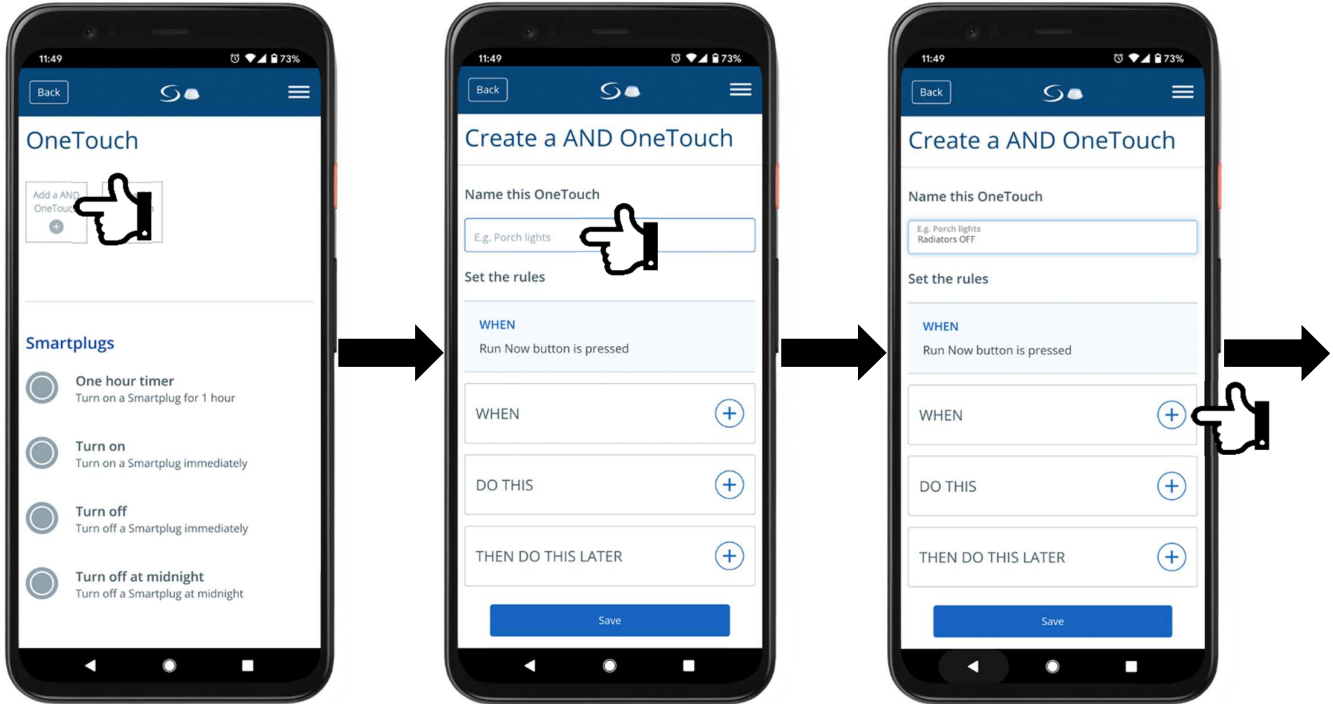 11:49
73%
Back
OneTouch
Add a AND
Smartplugs
One hour timer
Turn on a Smartplug for 1 hour
Turn on
Turn on a Smartplug immediately
Turn off
Turn off a Smartplug immediately
Turn off at midnight
Turn off a Smartplug at midnight
11:49
73%
Back
Create a AND OneTouch
Name this OneTouch
E.g. Porch lights
Set the rules
WHEN
Run Now button is pressed
WHEN
DO THIS
THEN DO THIS LATER
Save
11:49
73%
Back
Create a AND OneTouch
Name this OneTouch
E.g. Porch lights
Radiators OFF
Set the rules
WHEN
Run Now button is pressed
WHEN
DO THIS
THEN DO THIS LATER
Save